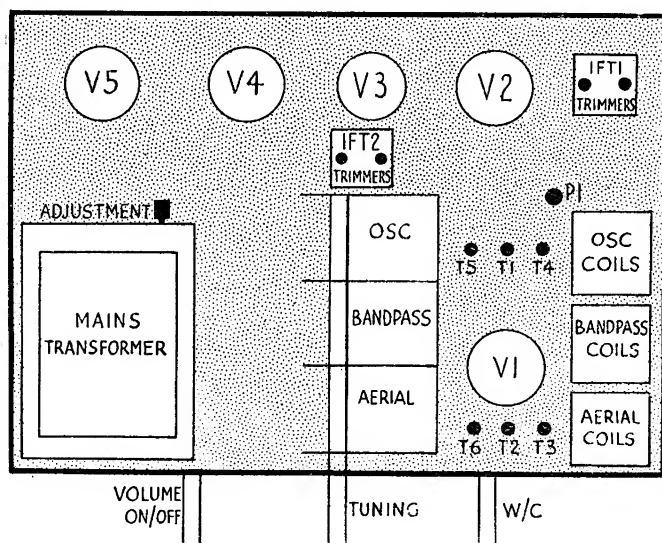 V5
V4
V3
V2
IFT1
TRIMMERS
IFT2
TRIMMERS
P1
ADJUSTMENT
OSC
T5 T1 T4
OSC
COILS
MAINS
TRANSFORMER
BANDPASS
BANDPASS
COILS
V1
AERIAL
AERIAL
COILS
T6 T2 T3
VOLUME
ON/OFF
TUNING
W/C